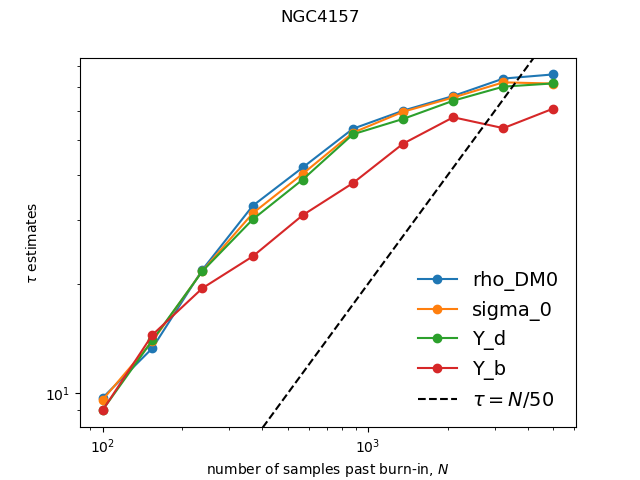 NGC4157
τ estimates
10¹
10² 10³
number of samples past burn-in, N
rho_DM0
sigma_0
Y_d
Y_b
τ = N/50